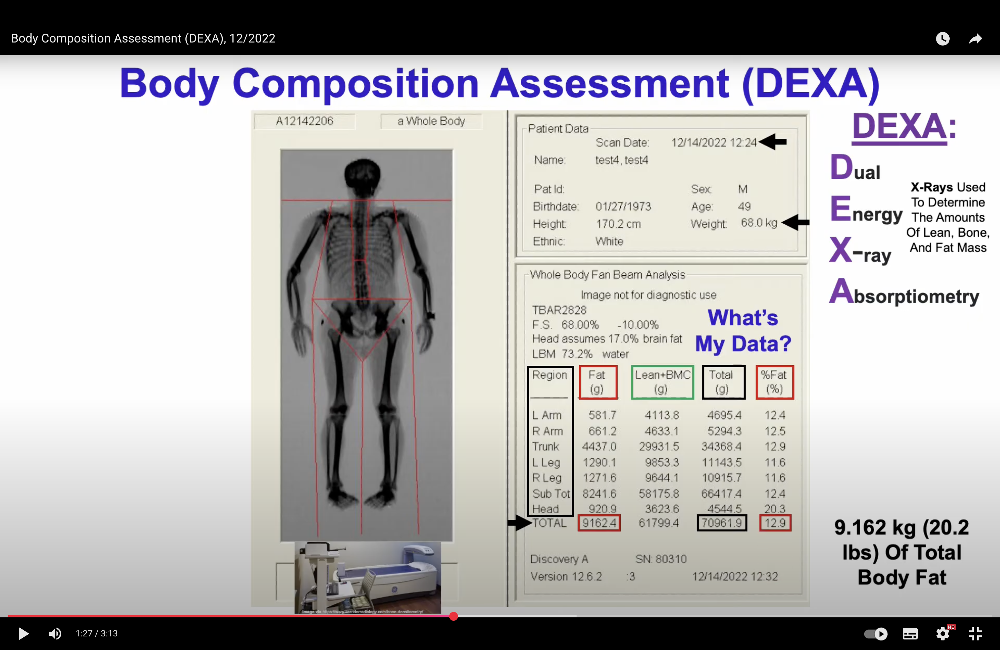 Body Composition Assessment (DEXA), 12/2022
Body Composition Assessment (DEXA)
A12142206 a Whole Body
Patient Data
Scan Date: 12/14/2022 12:24
Name: test4, test4
Pat Id: Sex: M
Birthdate: 01/27/1973 Age: 49
Height: 170.2 cm Weight: 68.0 kg
Ethnic: White
Whole Body Fan Beam Analysis
Image not for diagnostic use
TBAR2828
F.S. 68.00% -10.00%
Head assumes 17.0% brain fat
LBM 73.2% water
What's
My Data?
Region Fat (g) Lean+BMC (g) Total (g) %Fat (%)
L Arm 581.7 4113.8 4695.4 12.4
R Arm 661.2 4633.1 5294.3 12.5
Trunk 4437.0 29931.5 34368.4 12.9
L Leg 1290.1 9853.3 11143.5 11.6
R Leg 1271.6 9644.1 10915.7 11.6
Sub Tot 8241.6 58175.8 66417.4 12.4
Head 920.9 3623.6 4544.5 20.3
TOTAL 9162.4 61799.4 70961.9 12.9
Discovery A SN: 80310
Version 12.6.2 :3 12/14/2022 12:32
DEXA:
Dual
Energy
X-ray
Absorptiometry
X-Rays Used
To Determine
The Amounts
Of Lean, Bone,
And Fat Mass
9.162 kg (20.2
lbs) Of Total
Body Fat
Image via
1:27 / 3:13
HD